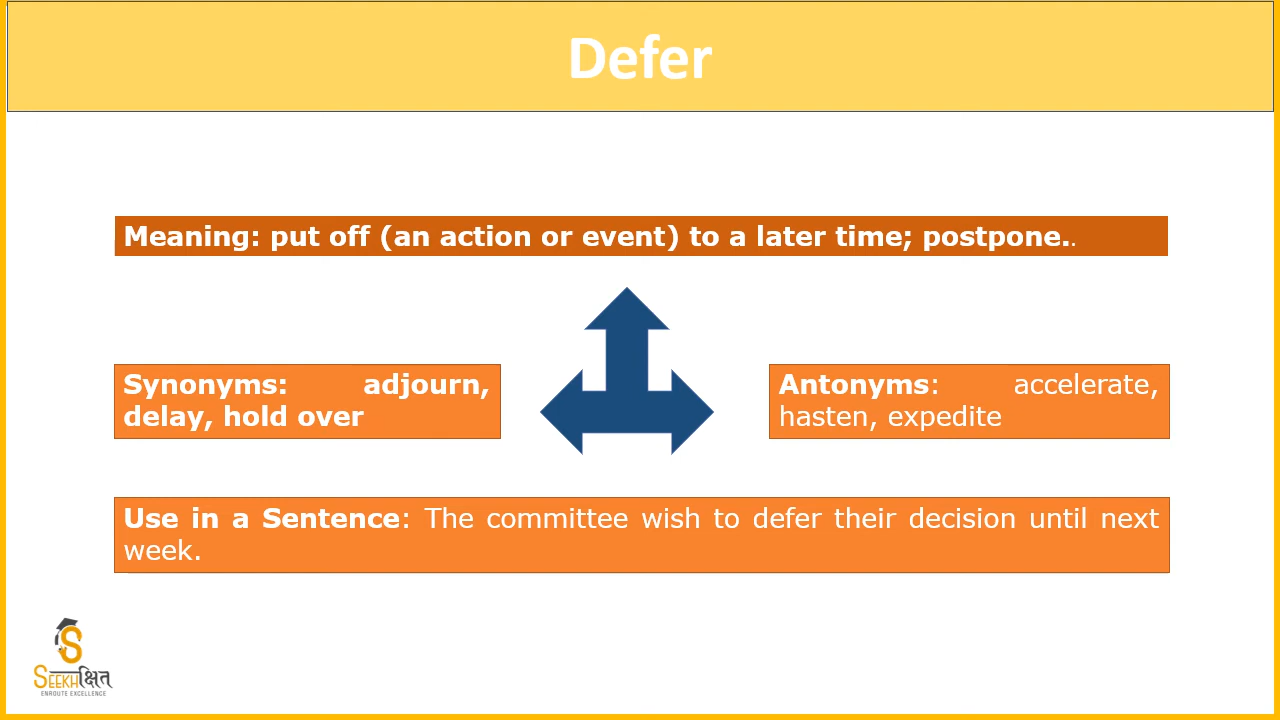 Defer
Meaning: put off (an action or event) to a later time; postpone..
Synonyms: adjourn,
delay, hold over
Antonyms: accelerate,
hasten, expedite
Use in a Sentence: The committee wish to defer their decision until next
week.
SEEKHक्षित
ENROUTE EXCELLENCE